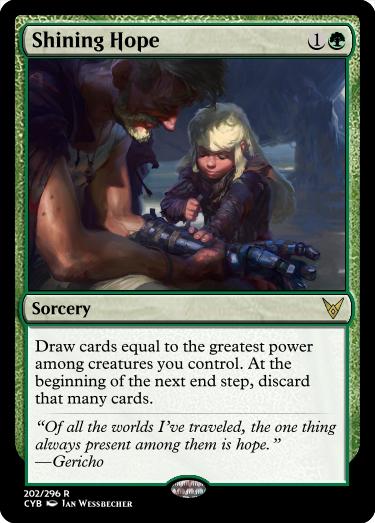 Shining Hope 1
Sorcery
Draw cards equal to the greatest power
among creatures you control. At the
beginning of the next end step, discard
that many cards.
“Of all the worlds I’ve traveled, the one thing
always present among them is hope.”
—Gericho
202/296 R
CYB Ian Wessbecher